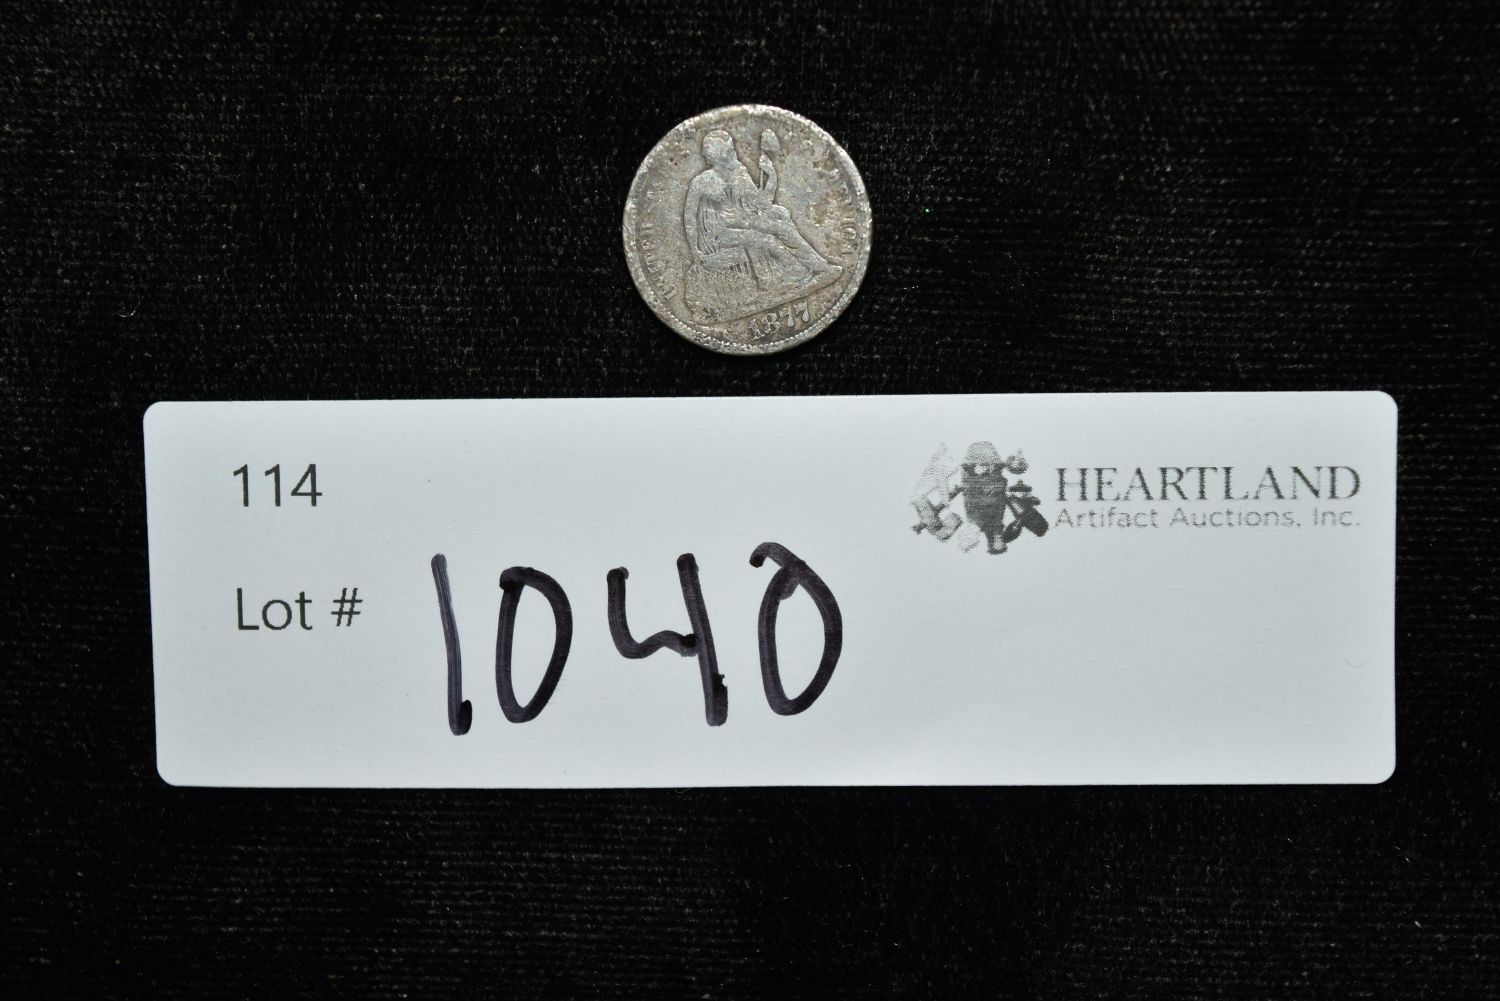 UNITED STATES OF AMERICA
1877
114
HEARTLAND
Artifact Auctions, Inc.
Lot # 1040